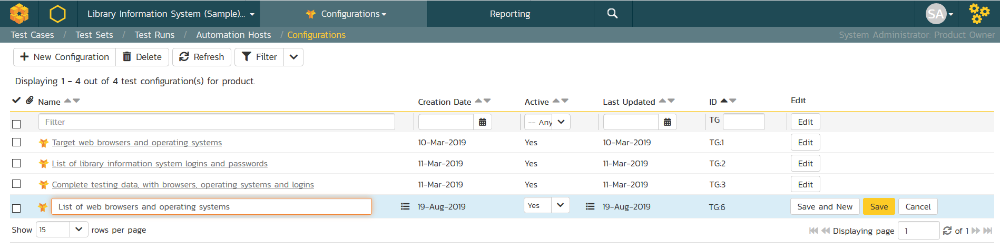 Library Information System (Sample)... Configurations Reporting SA
Test Cases / Test Sets / Test Runs / Automation Hosts / Configurations System Administrator: Product Owner
New Configuration Delete Refresh Filter
Displaying 1 - 4 out of 4 test configuration(s) for product.
Name Creation Date Active Last Updated ID Edit
Filter -- Any TG Edit
Target web browsers and operating systems 10-Mar-2019 Yes 10-Mar-2019 TG:1 Edit
List of library information system logins and passwords 11-Mar-2019 Yes 11-Mar-2019 TG:2 Edit
Complete testing data, with browsers, operating systems and logins 11-Mar-2019 Yes 11-Mar-2019 TG:3 Edit
List of web browsers and operating systems 19-Aug-2019 Yes 19-Aug-2019 TG:6 Save and New Save Cancel
Show 15 rows per page Displaying page 1 of 1